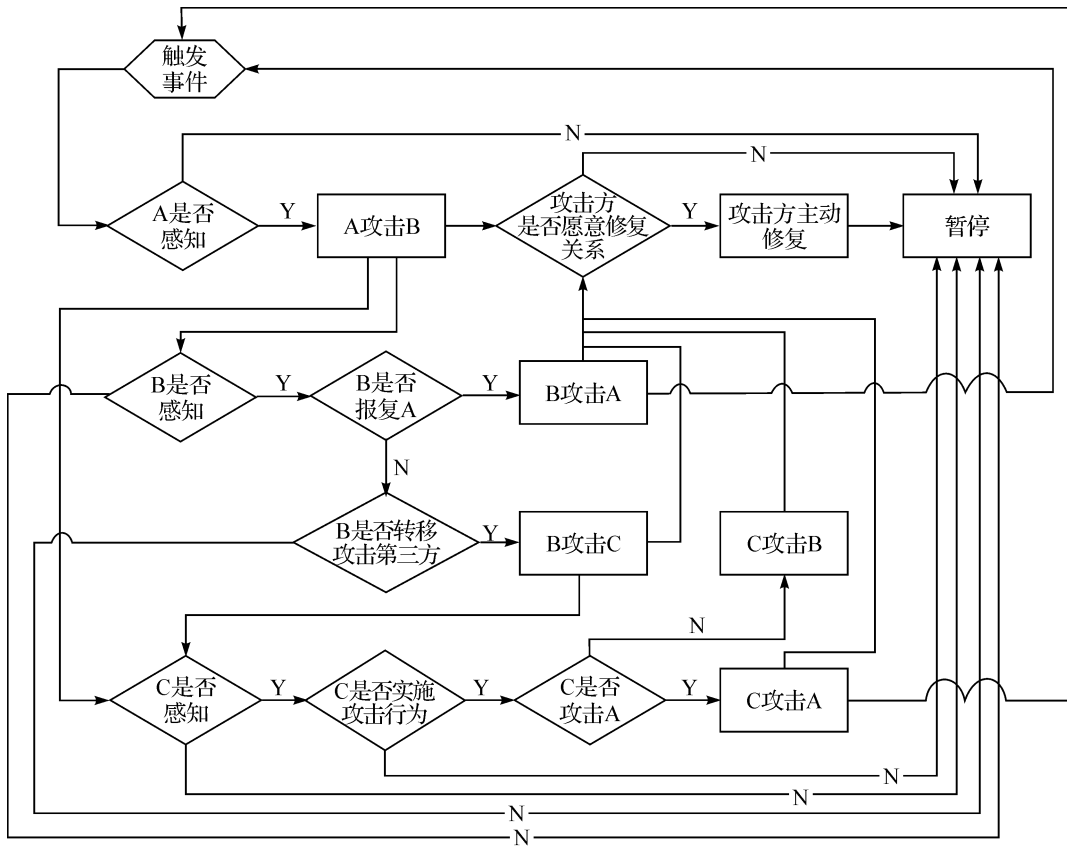 触发
事件
N
N
A是否
感知
Y
A攻击B
攻击方
是否愿意修复
关系
Y
攻击方主动
修复
暂停
B是否
感知
Y
B是否
报复A
Y
B攻击A
N
B是否转移
攻击第三方
Y
B攻击C
C攻击B
N
C是否
感知
Y
C是否实施
攻击行为
Y
C是否
攻击A
Y
C攻击A
N
N
N
N